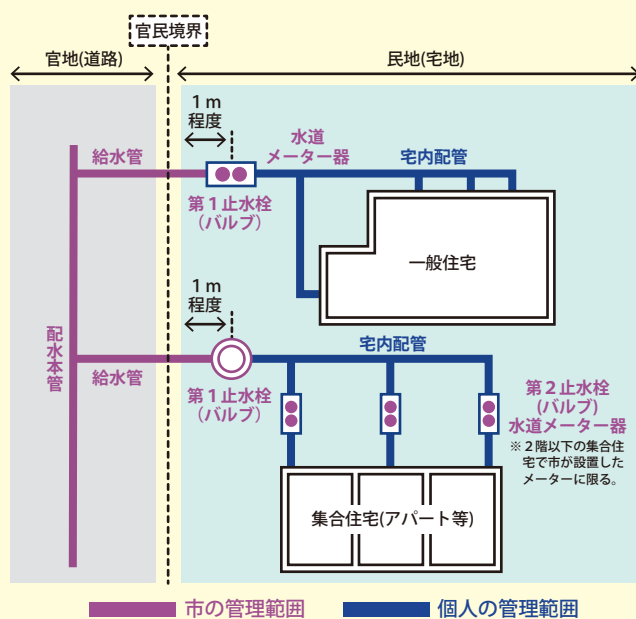 官民境界
官地(道路)
民地(宅地)
1m
程度
水道
メーター器
給水管
宅内配管
第1止水栓
（バルブ）
一般住宅
1m
程度
配水本管
宅内配管
給水管
第1止水栓
（バルブ）
第2止水栓
(バルブ)
水道メーター器
※2階以下の集合住
宅で市が設置した
メーターに限る。
集合住宅(アパート等)
市の管理範囲
個人の管理範囲